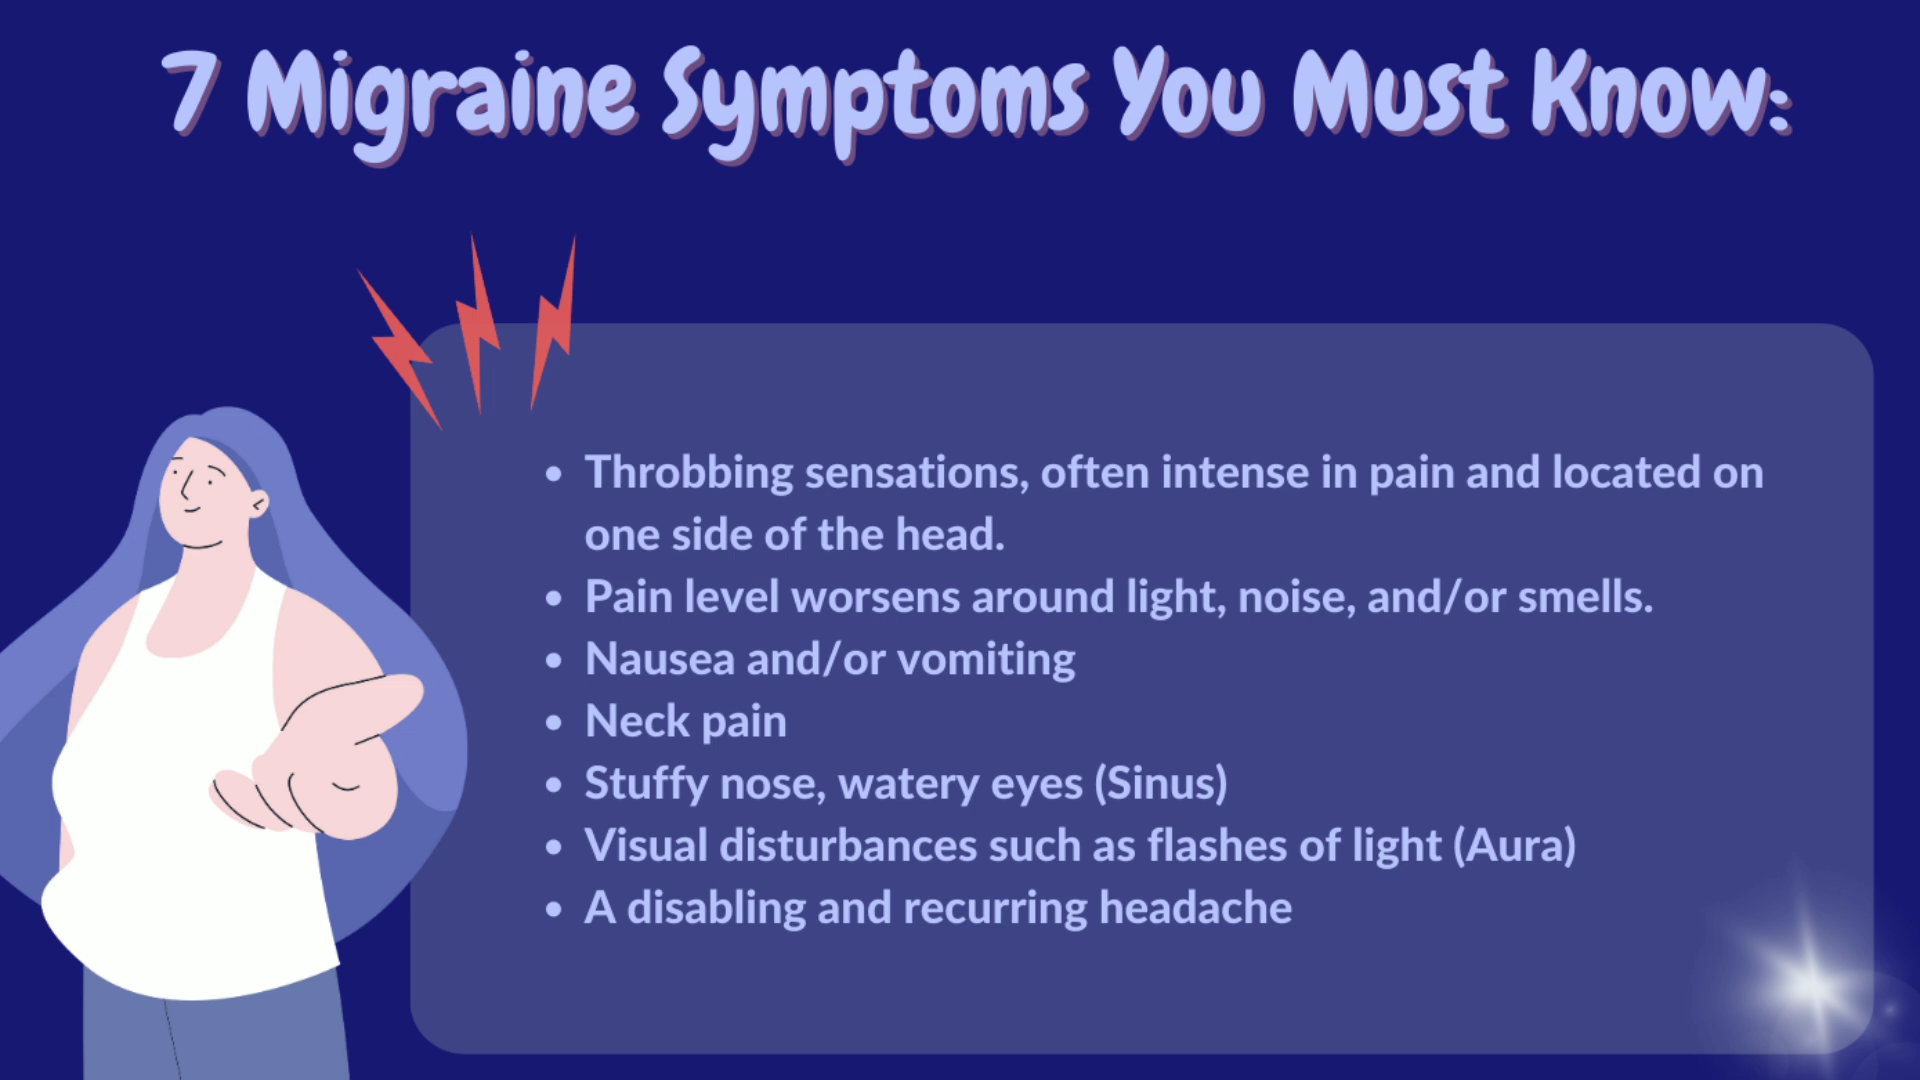 7 Migraine Symptoms You Must Know:
• Throbbing sensations, often intense in pain and located on
one side of the head.
• Pain level worsens around light, noise, and/or smells.
• Nausea and/or vomiting
• Neck pain
• Stuffy nose, watery eyes (Sinus)
• Visual disturbances such as flashes of light (Aura)
• A disabling and recurring headache